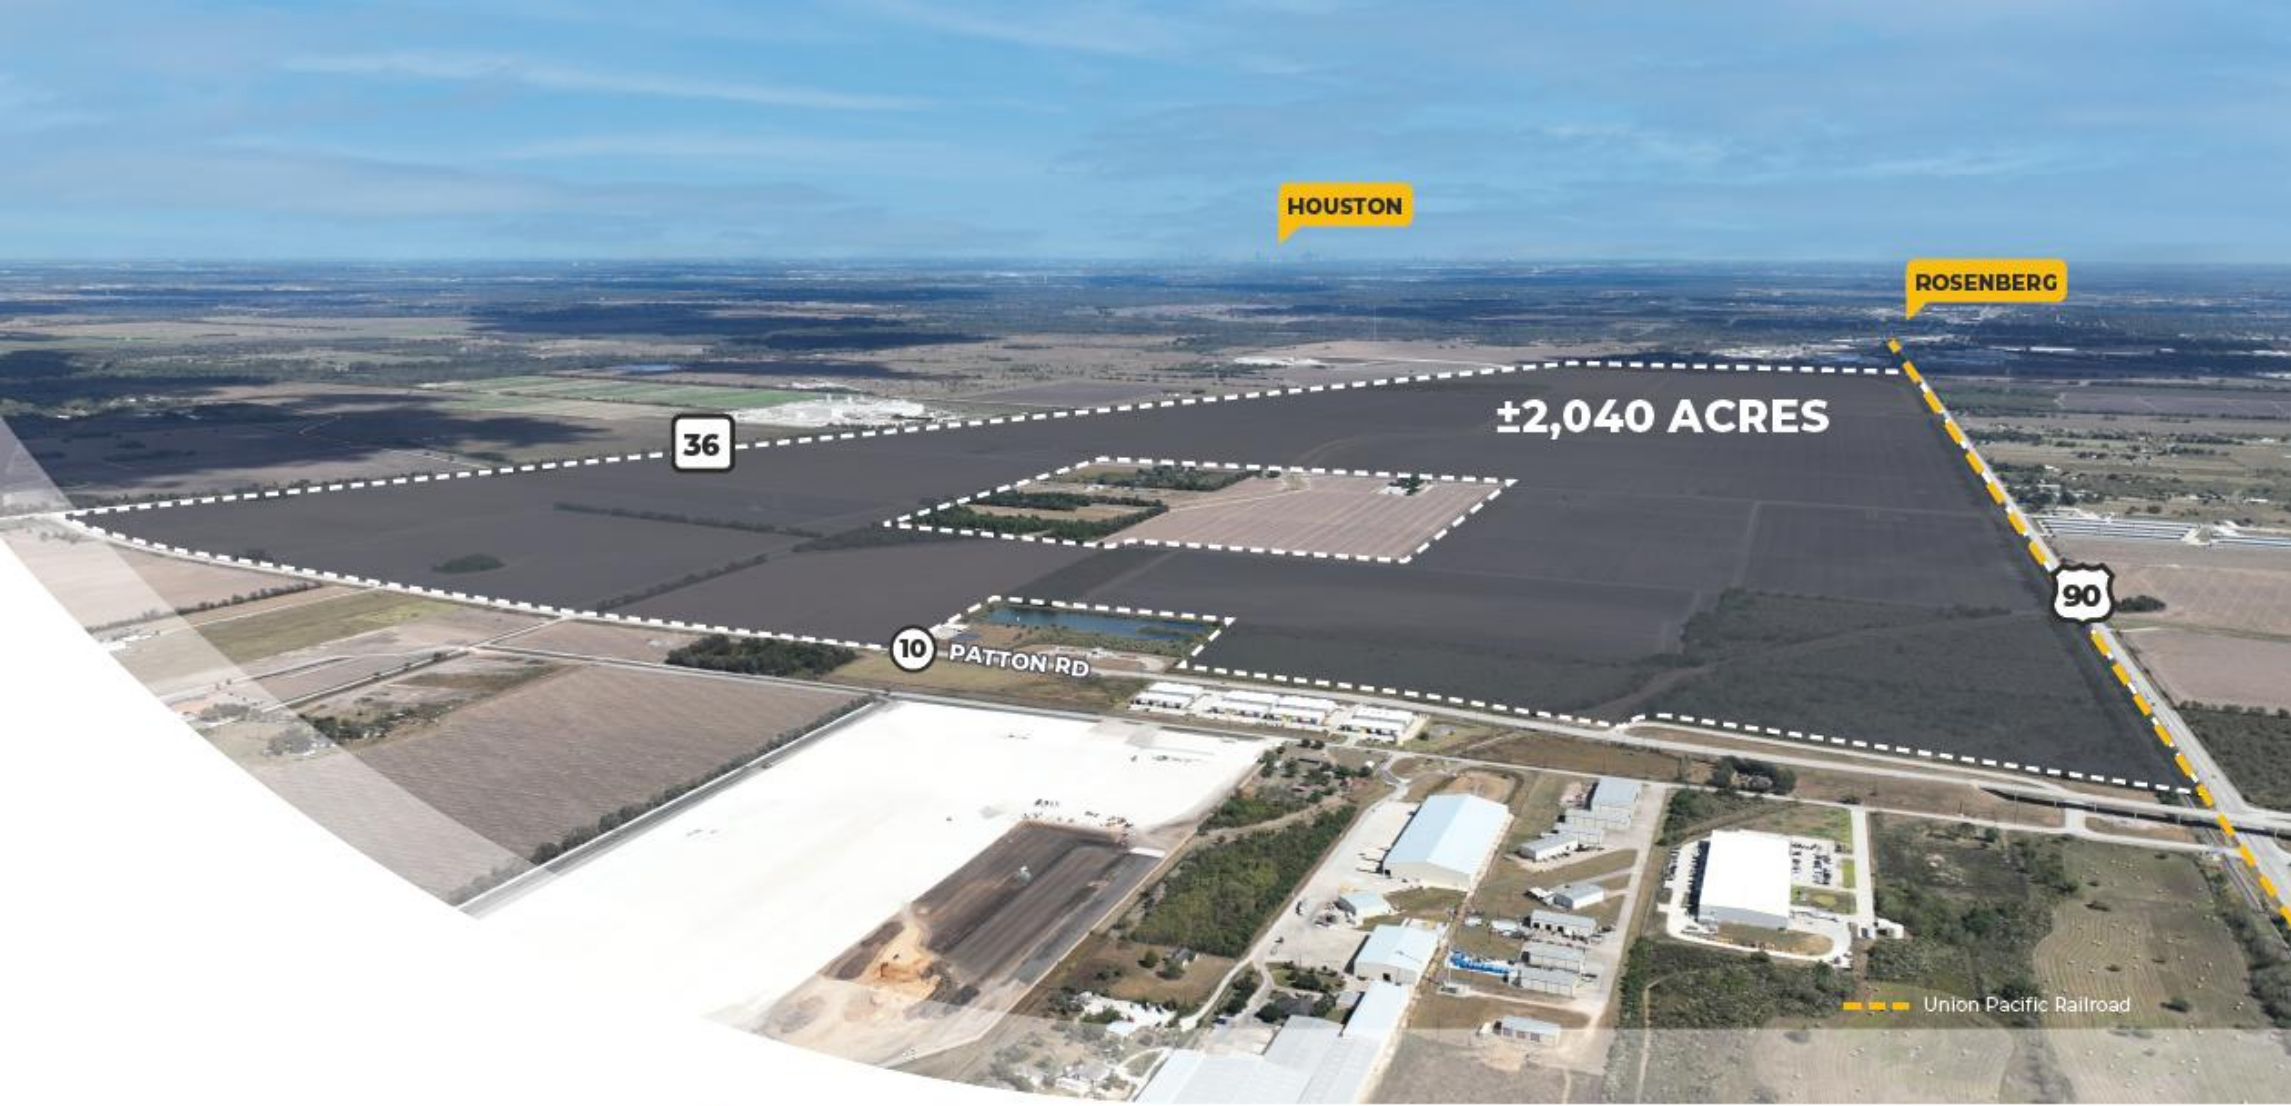 HOUSTON
ROSENBERG
±2,040 ACRES
36
90
10 PATTON RD
Union Pacific Railroad